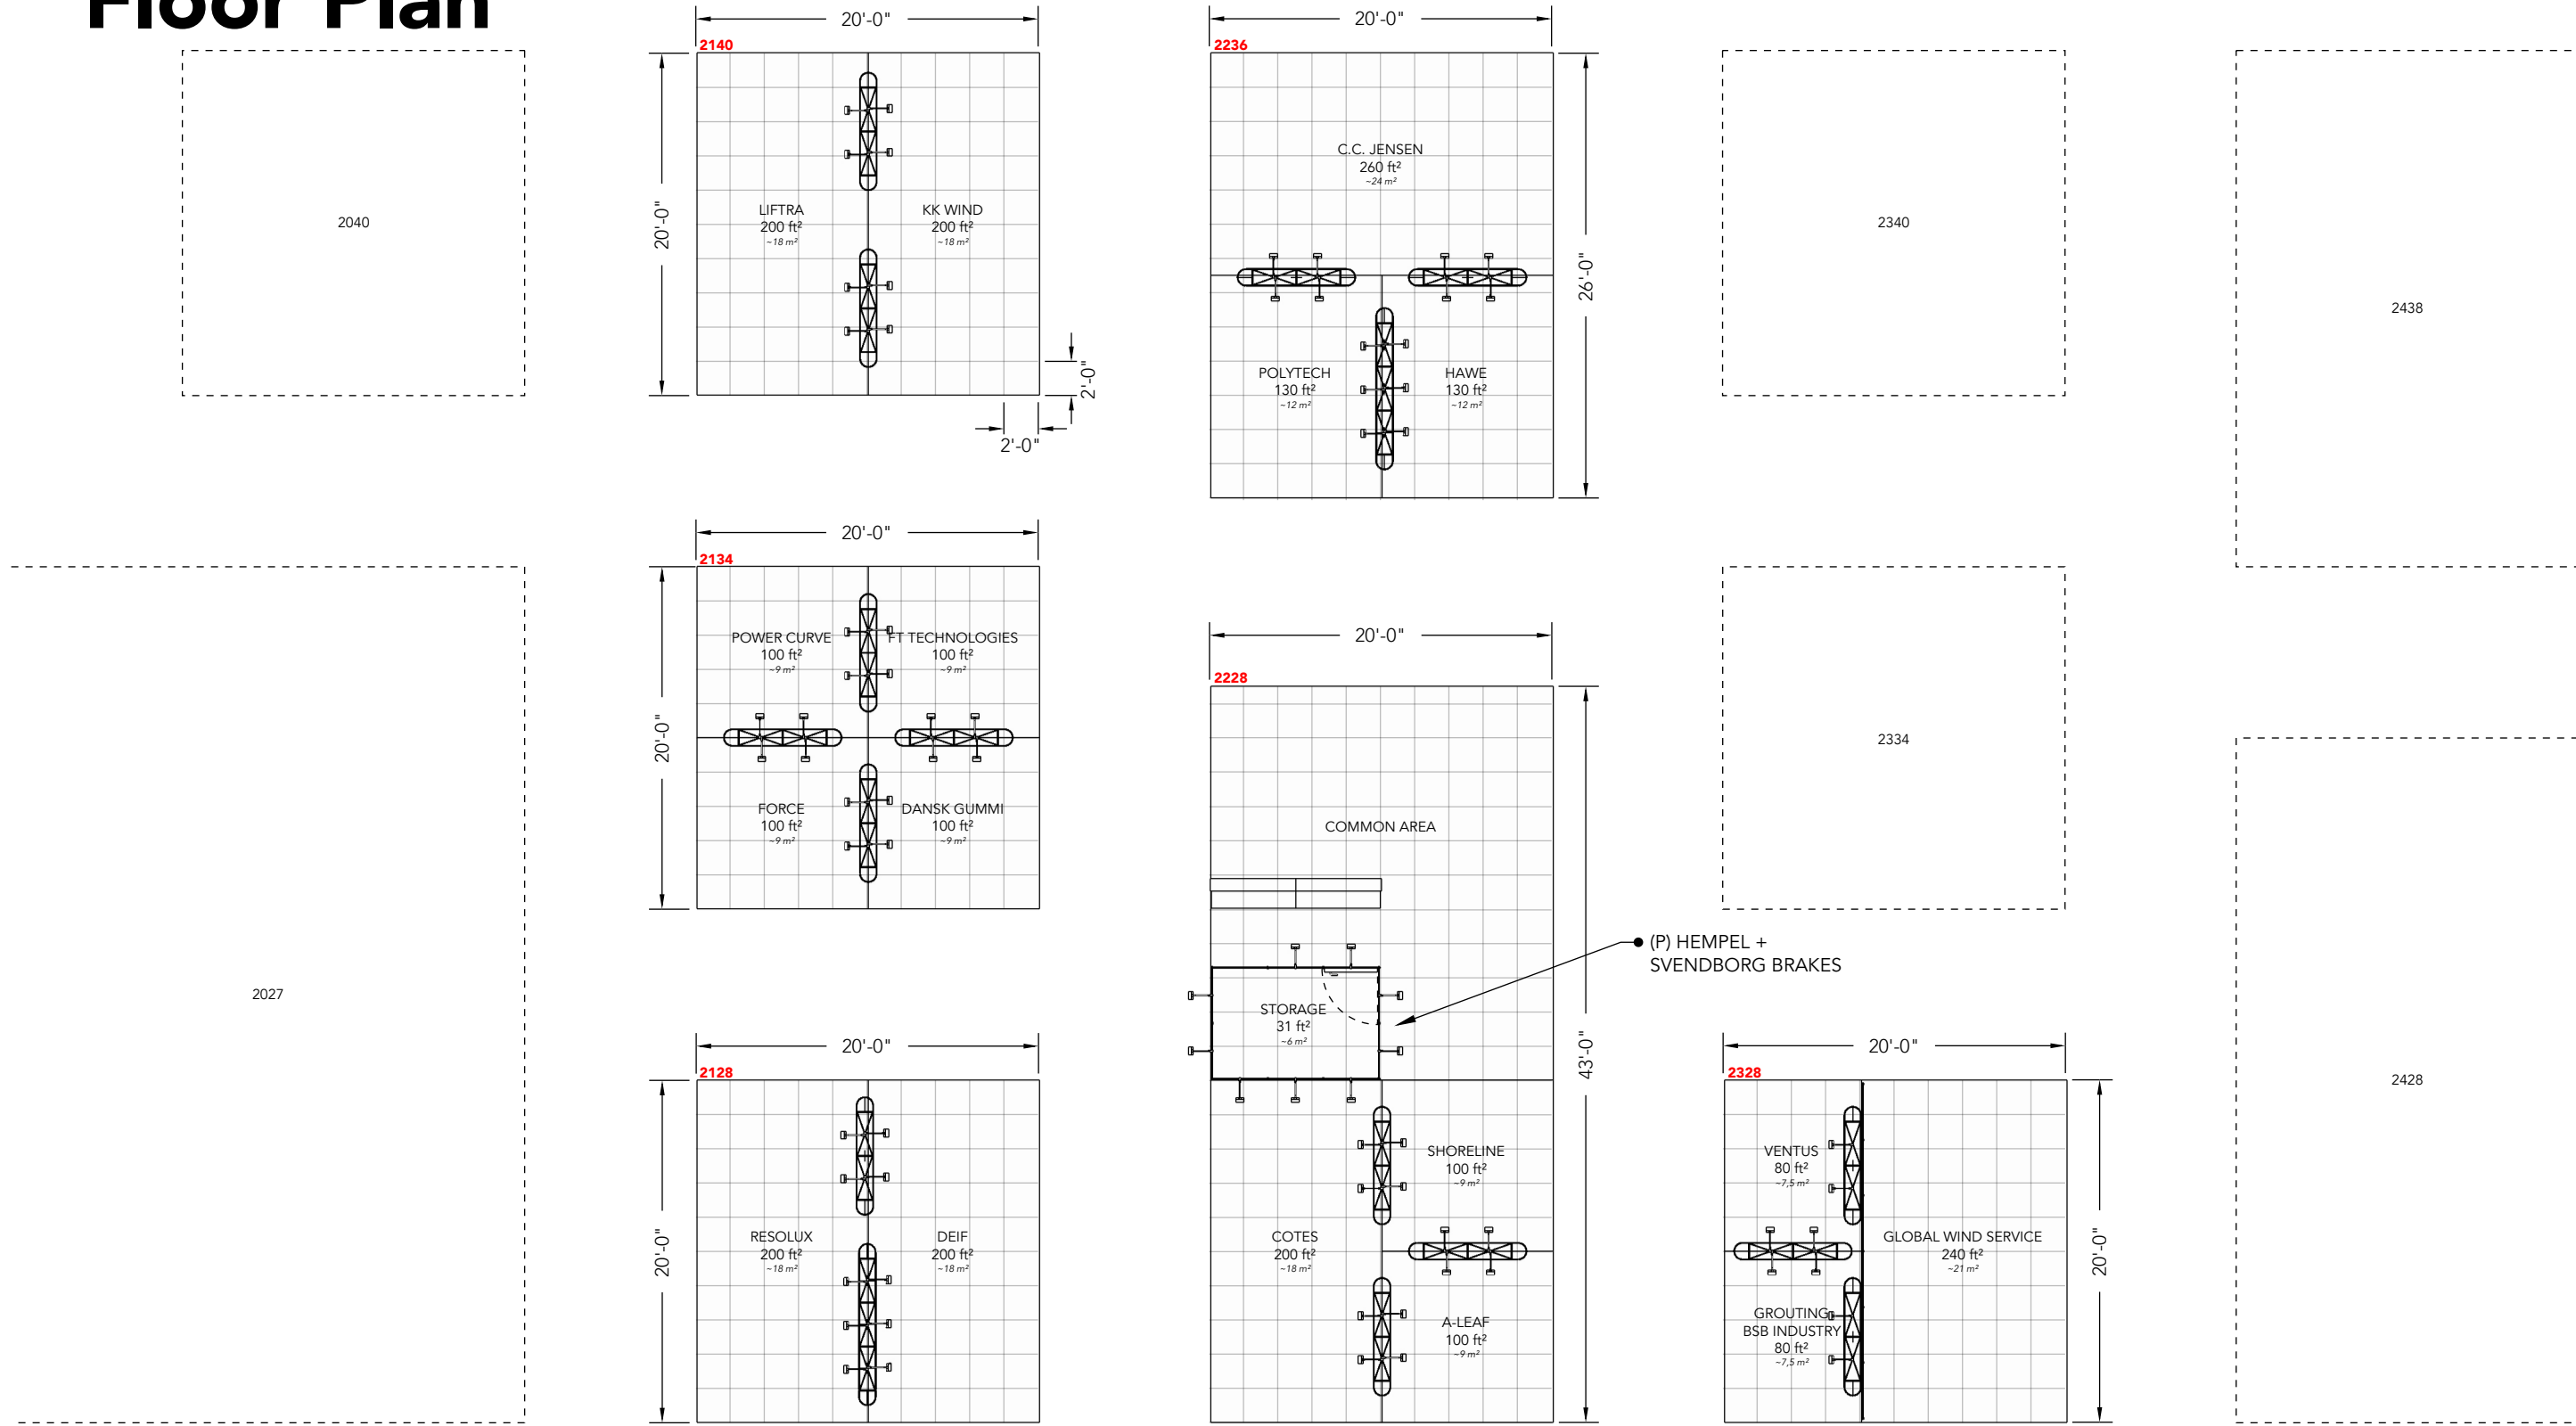 Floor Plan
20'-0"
20'-0"
2140
2236
2040
20'-0"
LIFTRA
200 ft²
~18 m²
KK WIND
200 ft²
~18 m²
2'-0"
2'-0"
C.C. JENSEN
260 ft²
~24 m²
26'-0"
POLYTECH
130 ft²
~12 m²
HAWE
130 ft²
~12 m²
2340
2438
20'-0"
2134
20'-0"
POWER CURVE
100 ft²
~9 m²
FT TECHNOLOGIES
100 ft²
~9 m²
FORCE
100 ft²
~9 m²
DANSK GUMMI
100 ft²
~9 m²
20'-0"
2228
COMMON AREA
2334
(P) HEMPEL +
SVENDBORG BRAKES
STORAGE
31 ft²
~6 m²
43'-0"
2027
20'-0"
2128
20'-0"
RESOLUX
200 ft²
~18 m²
DEIF
200 ft²
~18 m²
COTES
200 ft²
~18 m²
SHORELINE
100 ft²
~9 m²
A-LEAF
100 ft²
~9 m²
20'-0"
2328
VENTUS
80 ft²
~7,5 m²
GROUTING
BSB INDUSTRY
80 ft²
~7,5 m²
GLOBAL WIND SERVICE
240 ft²
~21 m²
20'-0"
2428